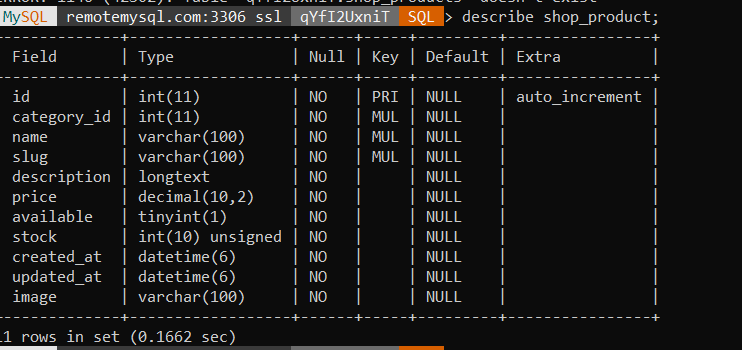 MySQL remotemysql.com:3306 ssl qYfI2UxniT SQL > describe shop_product;
Field | Type | Null | Key | Default | Extra |
id | int(11) | NO | PRI | NULL | auto_increment |
category_id | int(11) | NO | MUL | NULL | |
name | varchar(100) | NO | MUL | NULL | |
slug | varchar(100) | NO | MUL | NULL | |
description | longtext | NO | | NULL | |
price | decimal(10,2) | NO | | NULL | |
available | tinyint(1) | NO | | NULL | |
stock | int(10) unsigned | NO | | NULL | |
created_at | datetime(6) | NO | | NULL | |
updated_at | datetime(6) | NO | | NULL | |
image | varchar(100) | NO | | NULL | |
11 rows in set (0.1662 sec)